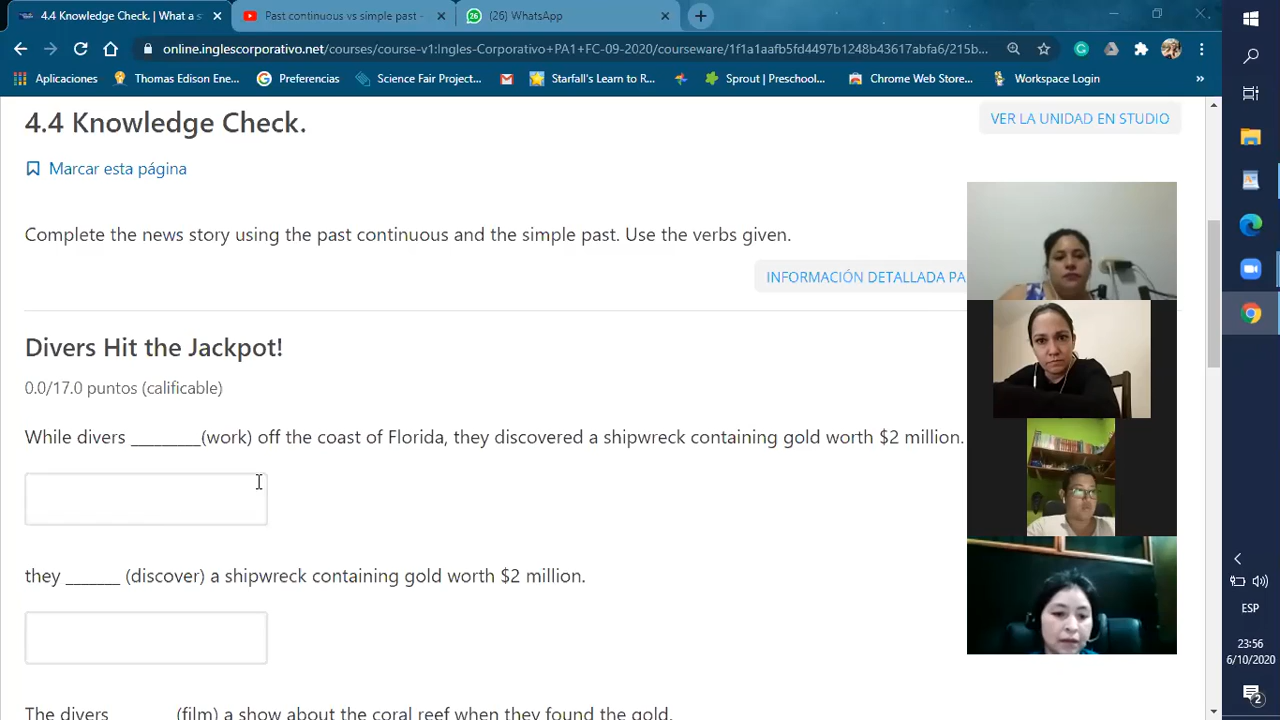 4.4 Knowledge Check. | What a s
Past continuous vs simple past -
(26) WhatsApp
online.inglescorporativo.net/courses/course-v1:Ingles-Corporativo+PA1+FC-09-2020/courseware/1f1a1aafb5fd4497b1248b43617abfa6/215b...
Aplicaciones
Thomas Edison Ene...
Preferencias
Science Fair Project...
Starfall's Learn to R...
Sprout | Preschool...
Chrome Web Store...
Workspace Login
»
4.4 Knowledge Check.
VER LA UNIDAD EN STUDIO
Marcar esta página
Complete the news story using the past continuous and the simple past. Use the verbs given.
INFORMACIÓN DETALLADA PA
Divers Hit the Jackpot!
0.0/17.0 puntos (calificable)
While divers _________(work) off the coast of Florida, they discovered a shipwreck containing gold worth $2 million.
they _______ (discover) a shipwreck containing gold worth $2 million.
The divers ________ (film) a show about the coral reef when they found the gold.
ESP
23:56
6/10/2020
2